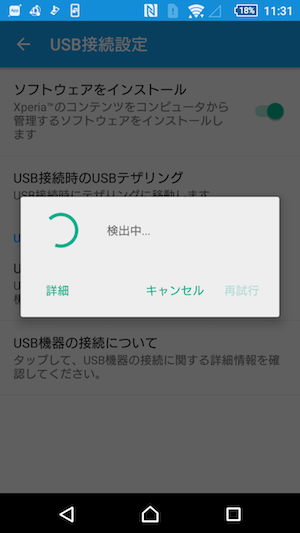 18%
11:31
USB接続設定
ソフトウェアをインストール
Xperia™のコンテンツをコンピュータから
管理するソフトウェアをインストールし
ます
USB接続時のUSBテザリング
USB接続時にテザリングに移動します
検出中...
詳細
キャンセル
再試行
USB機器の接続について
タップして、USB機器の接続に関する詳細情報を確
認してください。